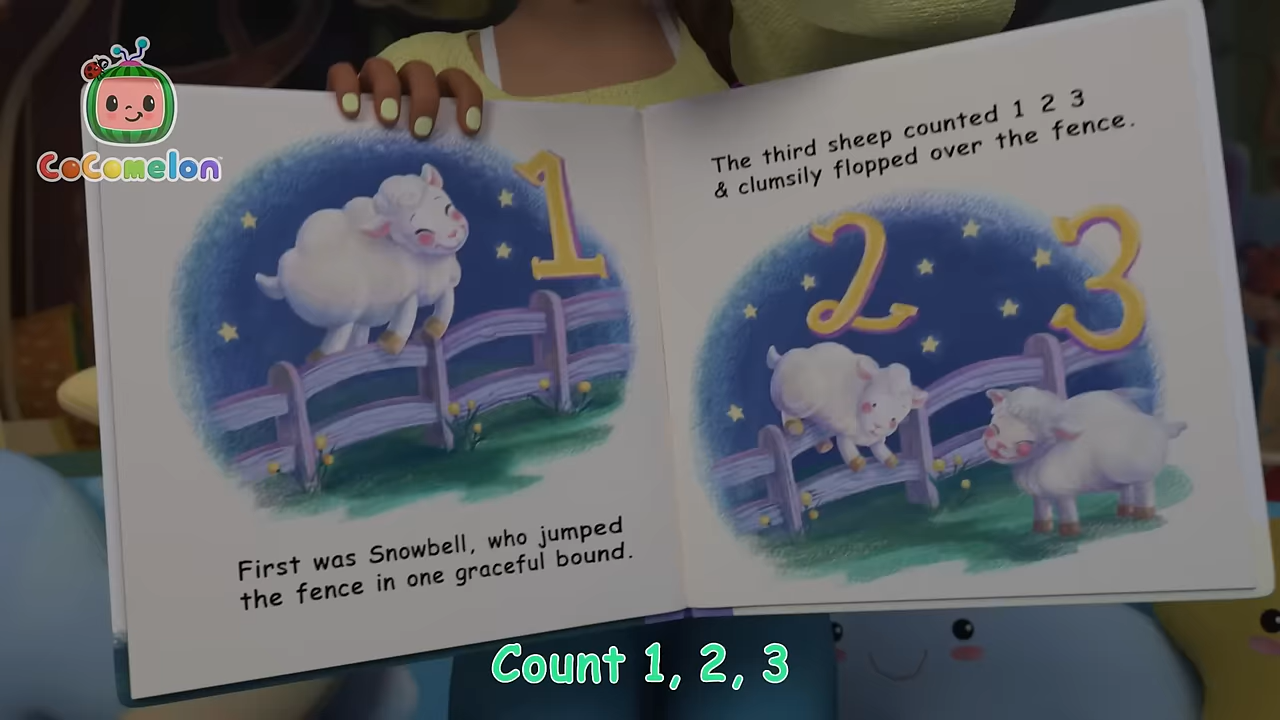 CoComelon
1
First was Snowbell, who jumped
the fence in one graceful bound.
The third sheep counted 1 2 3
& clumsily flopped over the fence.
2 3
Count 1, 2, 3